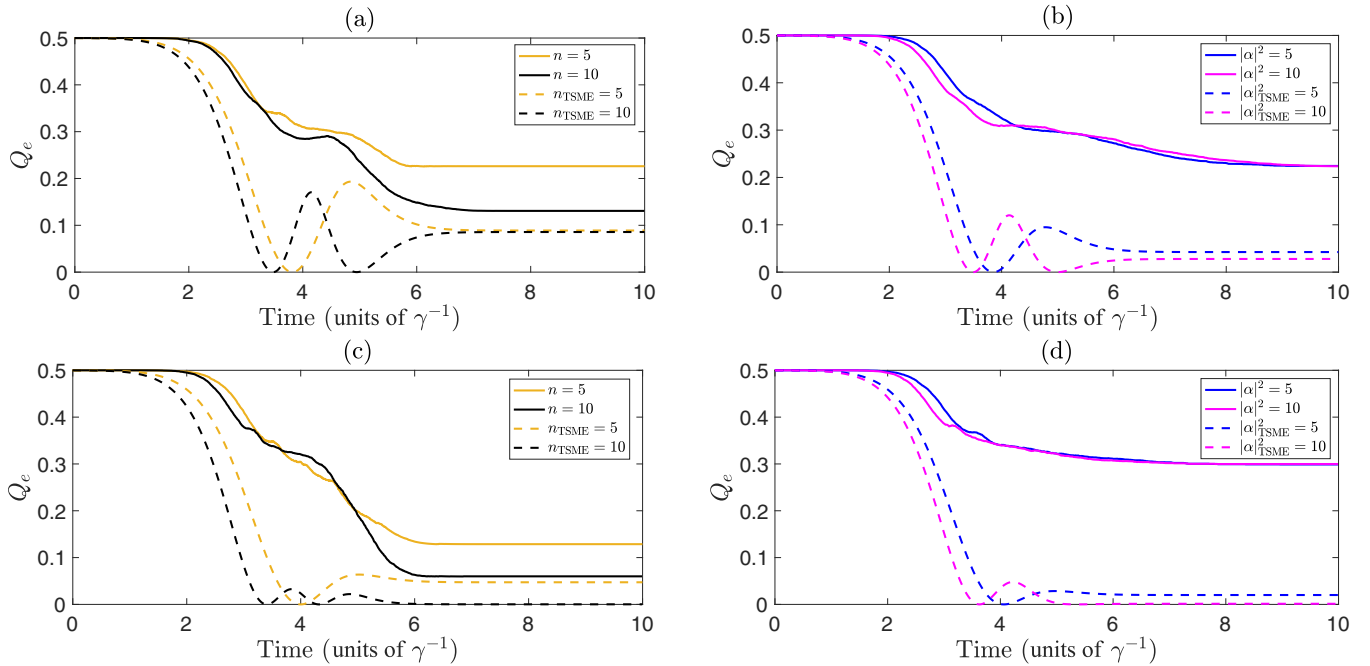 (a)
0.5
0.4
0.3
0.2
0.1
0
Q_e
n = 5
n = 10
n_TSME = 5
n_TSME = 10
0 2 4 6 8 10
Time (units of γ⁻¹)
(b)
0.5
0.4
0.3
0.2
0.1
0
Q_e
|α|² = 5
|α|² = 10
|α|²_TSME = 5
|α|²_TSME = 10
0 2 4 6 8 10
Time (units of γ⁻¹)
(c)
0.5
0.4
0.3
0.2
0.1
0
Q_e
n = 5
n = 10
n_TSME = 5
n_TSME = 10
0 2 4 6 8 10
Time (units of γ⁻¹)
(d)
0.5
0.4
0.3
0.2
0.1
0
Q_e
|α|² = 5
|α|² = 10
|α|²_TSME = 5
|α|²_TSME = 10
0 2 4 6 8 10
Time (units of γ⁻¹)